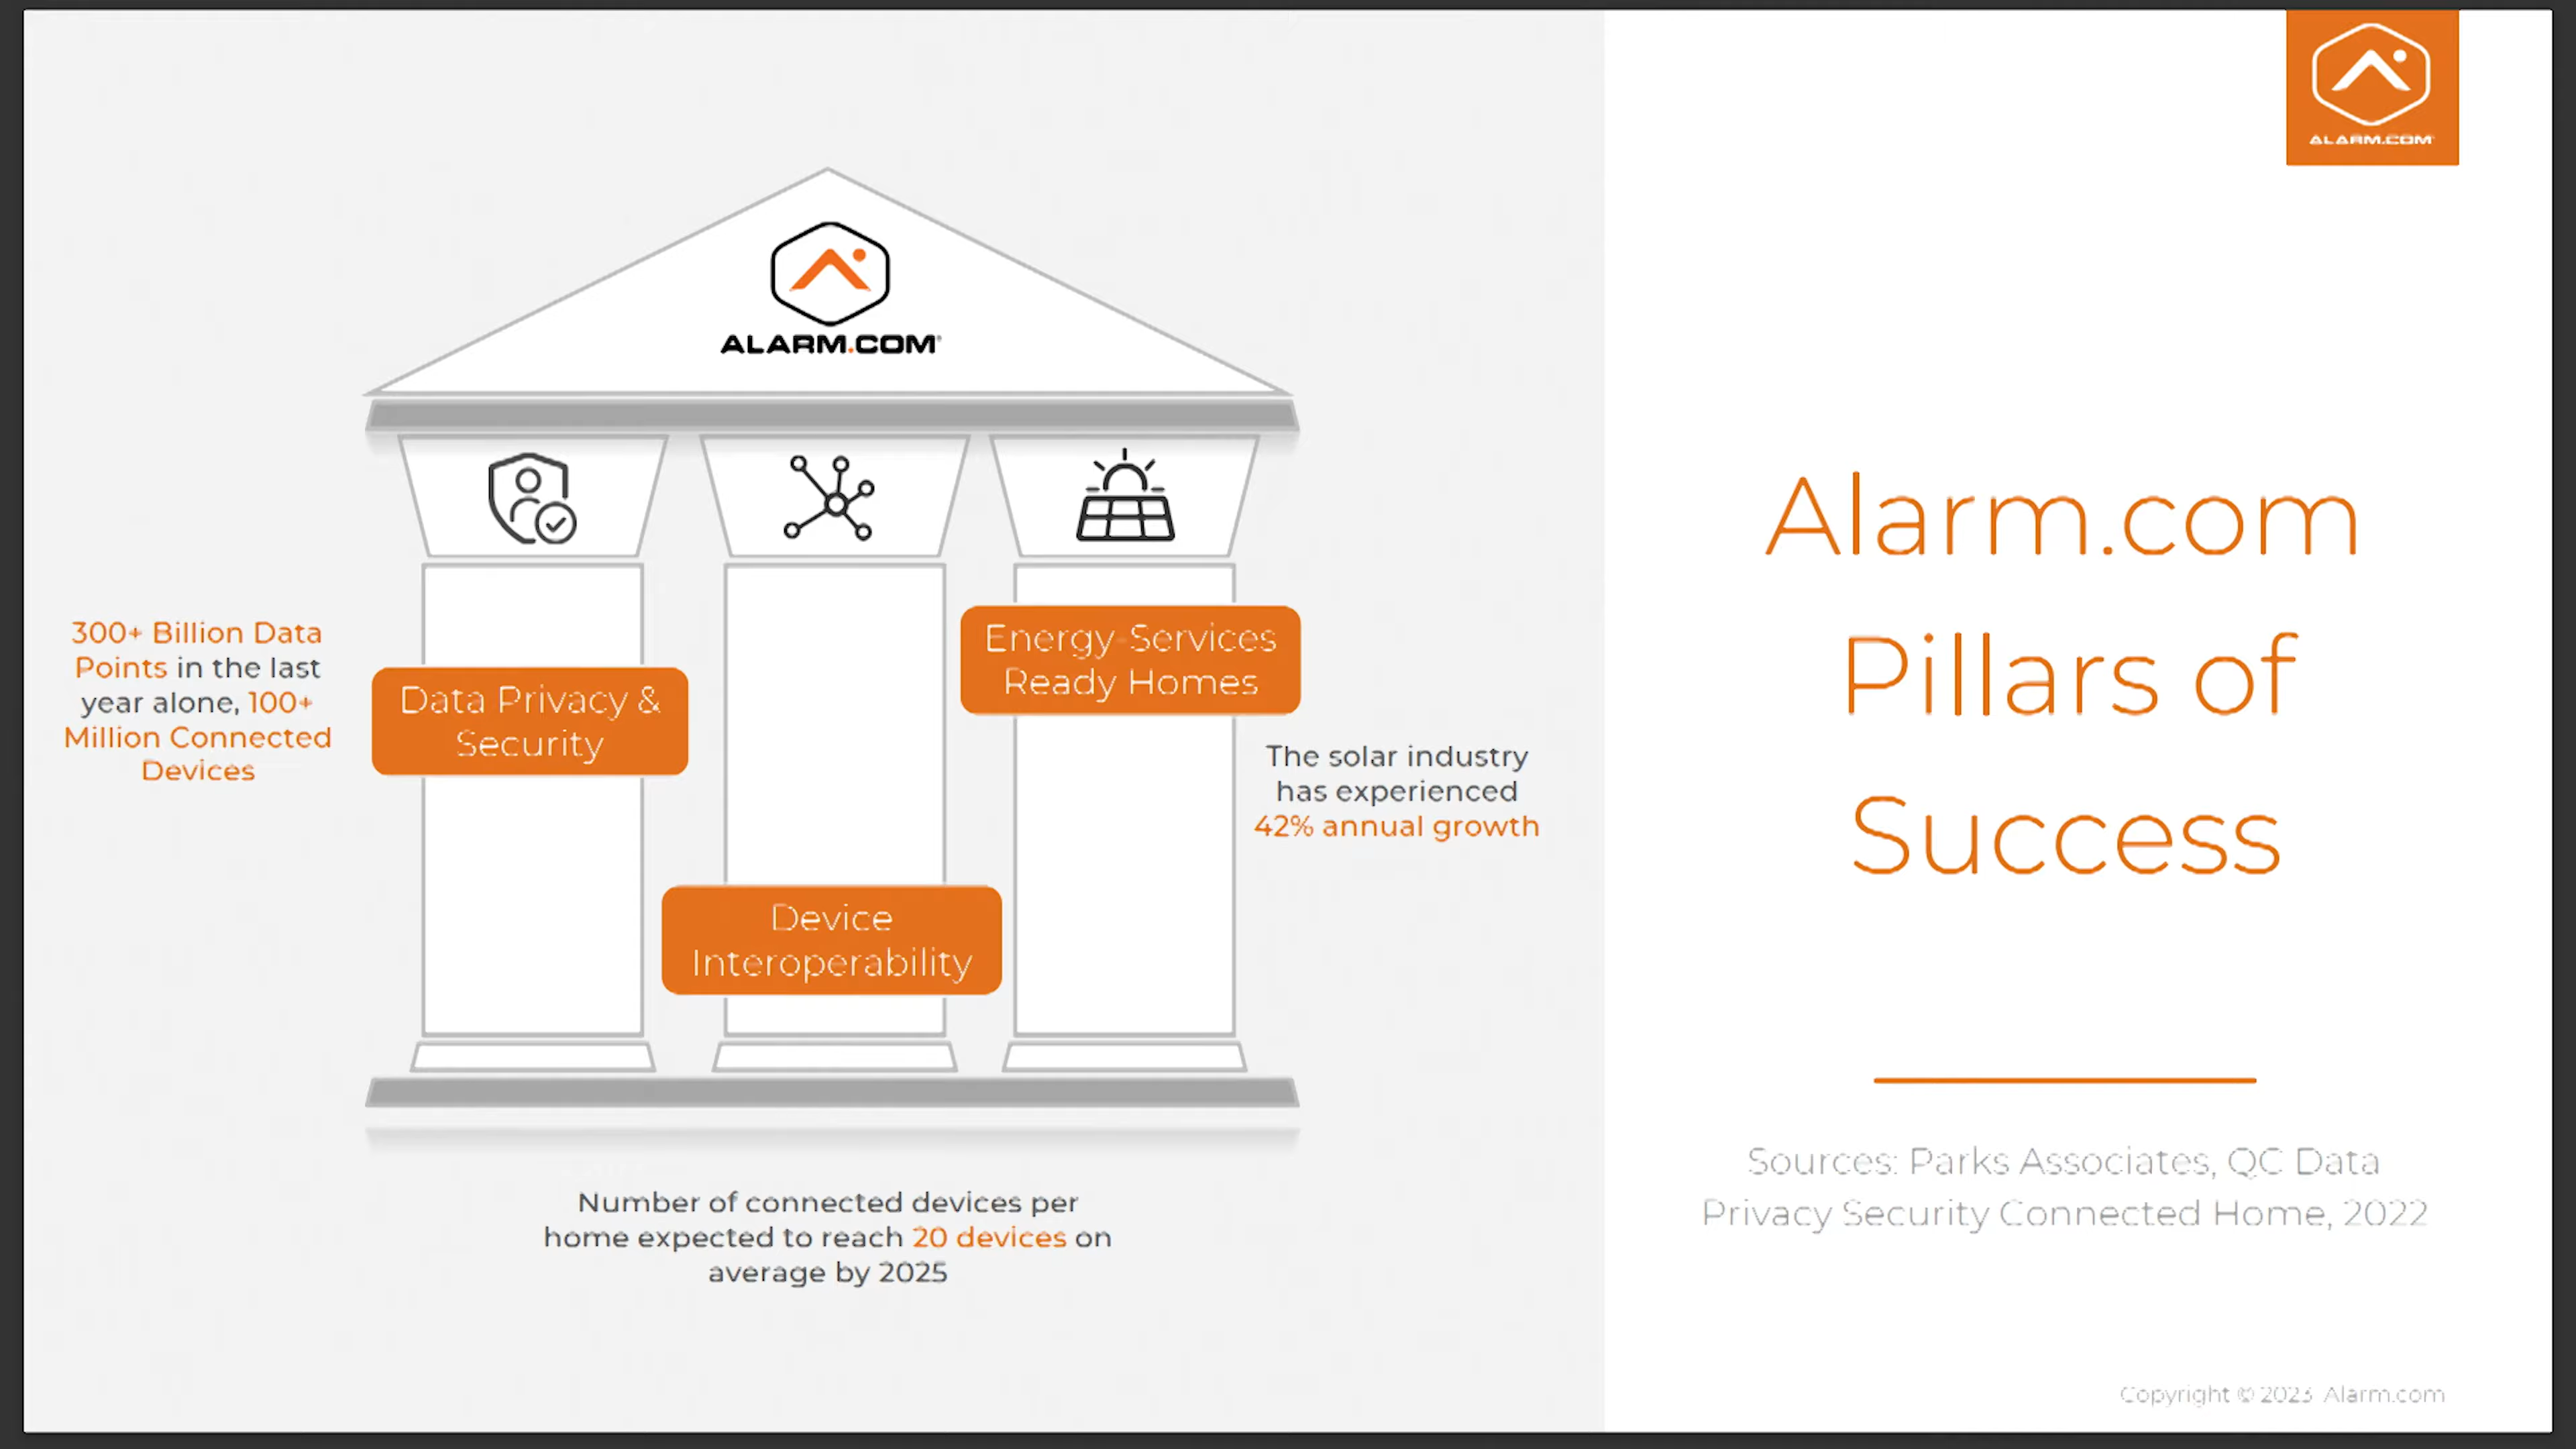 ALARM.COM
ALARM.COM
300+ Billion Data
Points in the last
year alone, 100+
Million Connected
Devices
Data Privacy &
Security
Device
Interoperability
Energy-Services
Ready Homes
The solar industry
has experienced
42% annual growth
Number of connected devices per
home expected to reach 20 devices on
average by 2025
Alarm.com
Pillars of
Success
Sources: Parks Associates, QC Data
Privacy Security Connected Home, 2022
Copyright © 2023 Alarm.com